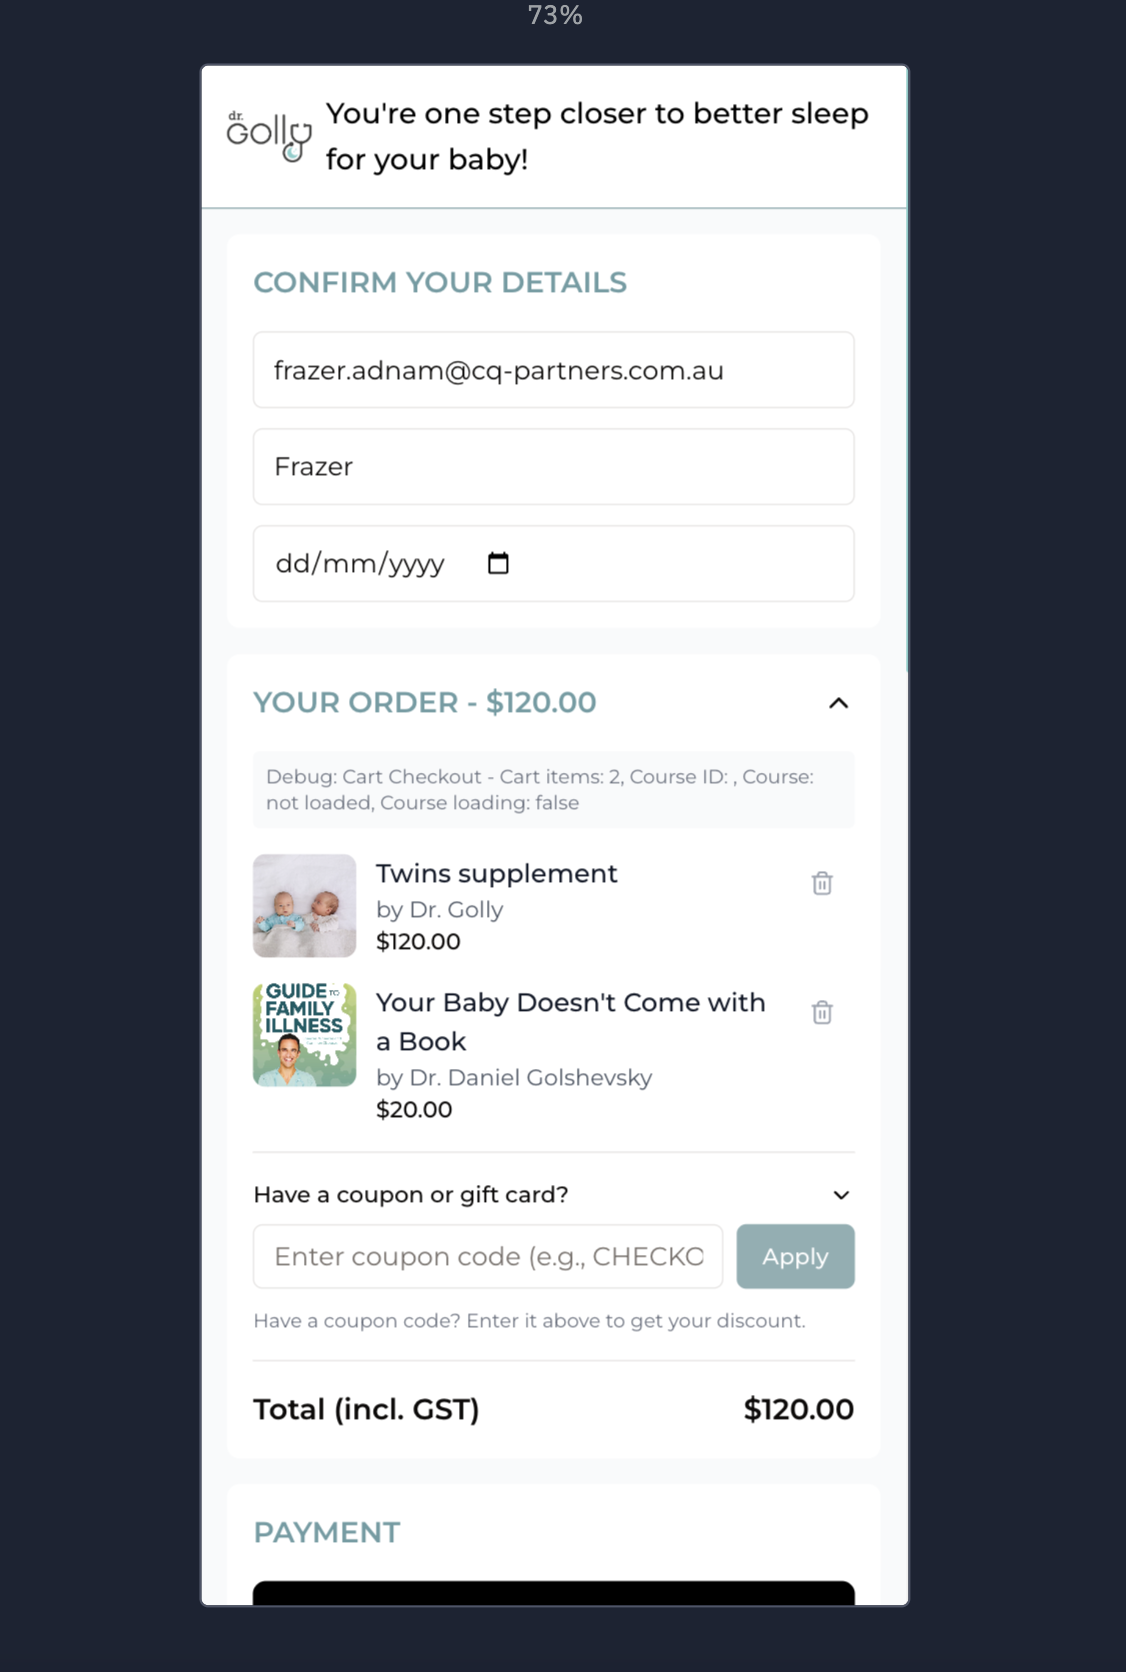 73%
dr.
Golly
You're one step closer to better sleep
for your baby!
CONFIRM YOUR DETAILS
frazer.adnam@cq-partners.com.au
Frazer
dd/mm/yyyy
YOUR ORDER - $120.00
Debug: Cart Checkout - Cart items: 2, Course ID: , Course:
not loaded, Course loading: false
Twins supplement
by Dr. Golly
$120.00
GUIDE TO
FAMILY
ILLNESS
Your Baby Doesn't Come with
a Book
by Dr. Daniel Golshevsky
$20.00
Have a coupon or gift card?
Enter coupon code (e.g., CHECKO
Apply
Have a coupon code? Enter it above to get your discount.
Total (incl. GST) $120.00
PAYMENT